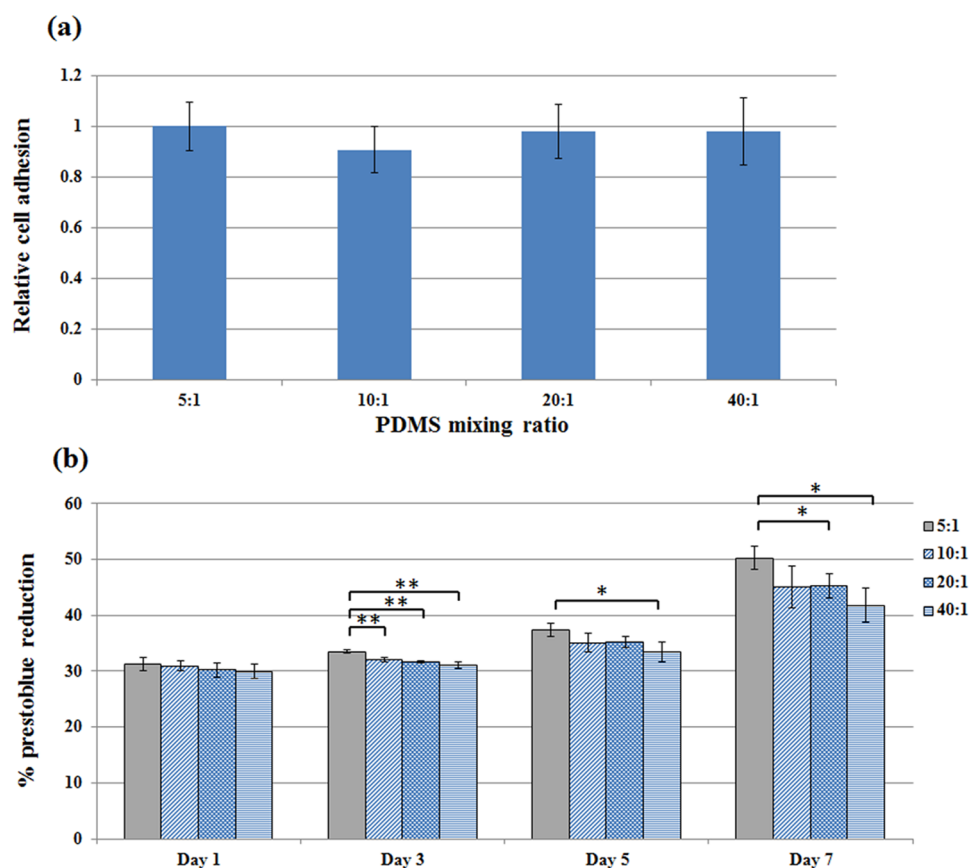 (a)
Relative cell adhesion
1.2
1
0.8
0.6
0.4
0.2
0
5:1 10:1 20:1 40:1
PDMS mixing ratio
(b)
% prestoblue reduction
60
50
40
30
20
10
0
** ** **
*
* *
5:1
10:1
20:1
40:1
Day 1 Day 3 Day 5 Day 7